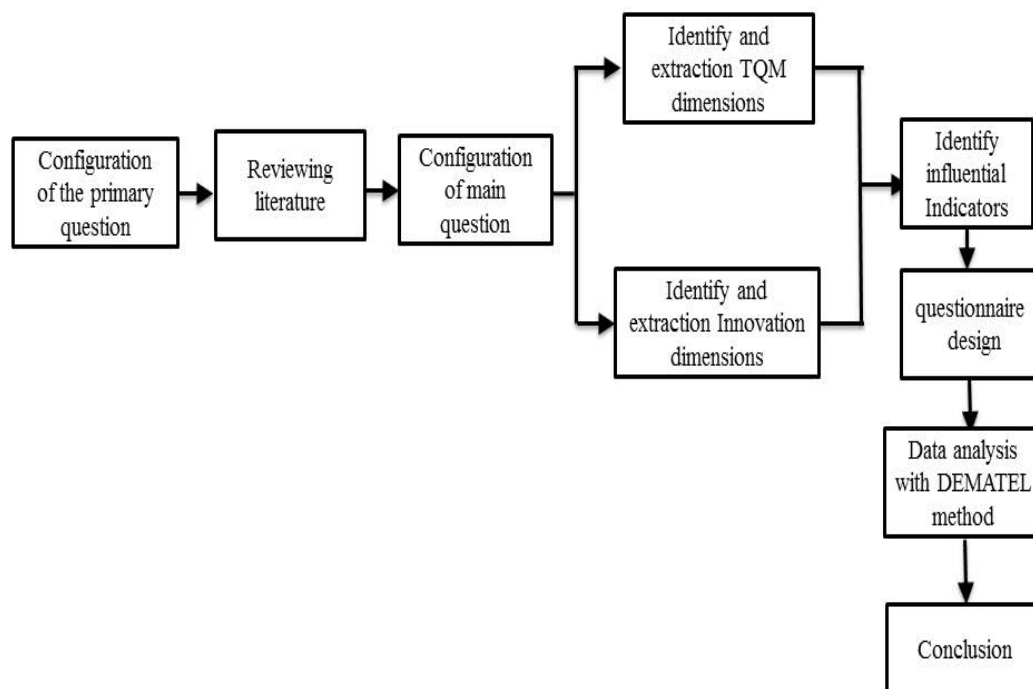 Configuration
of the primary
question
Reviewing
literature
Configuration
of main
question
Identify and
extraction TQM
dimensions
Identify and
extraction Innovation
dimensions
Identify
influential
Indicators
questionnaire
design
Data analysis
with DEMATEL
method
Conclusion